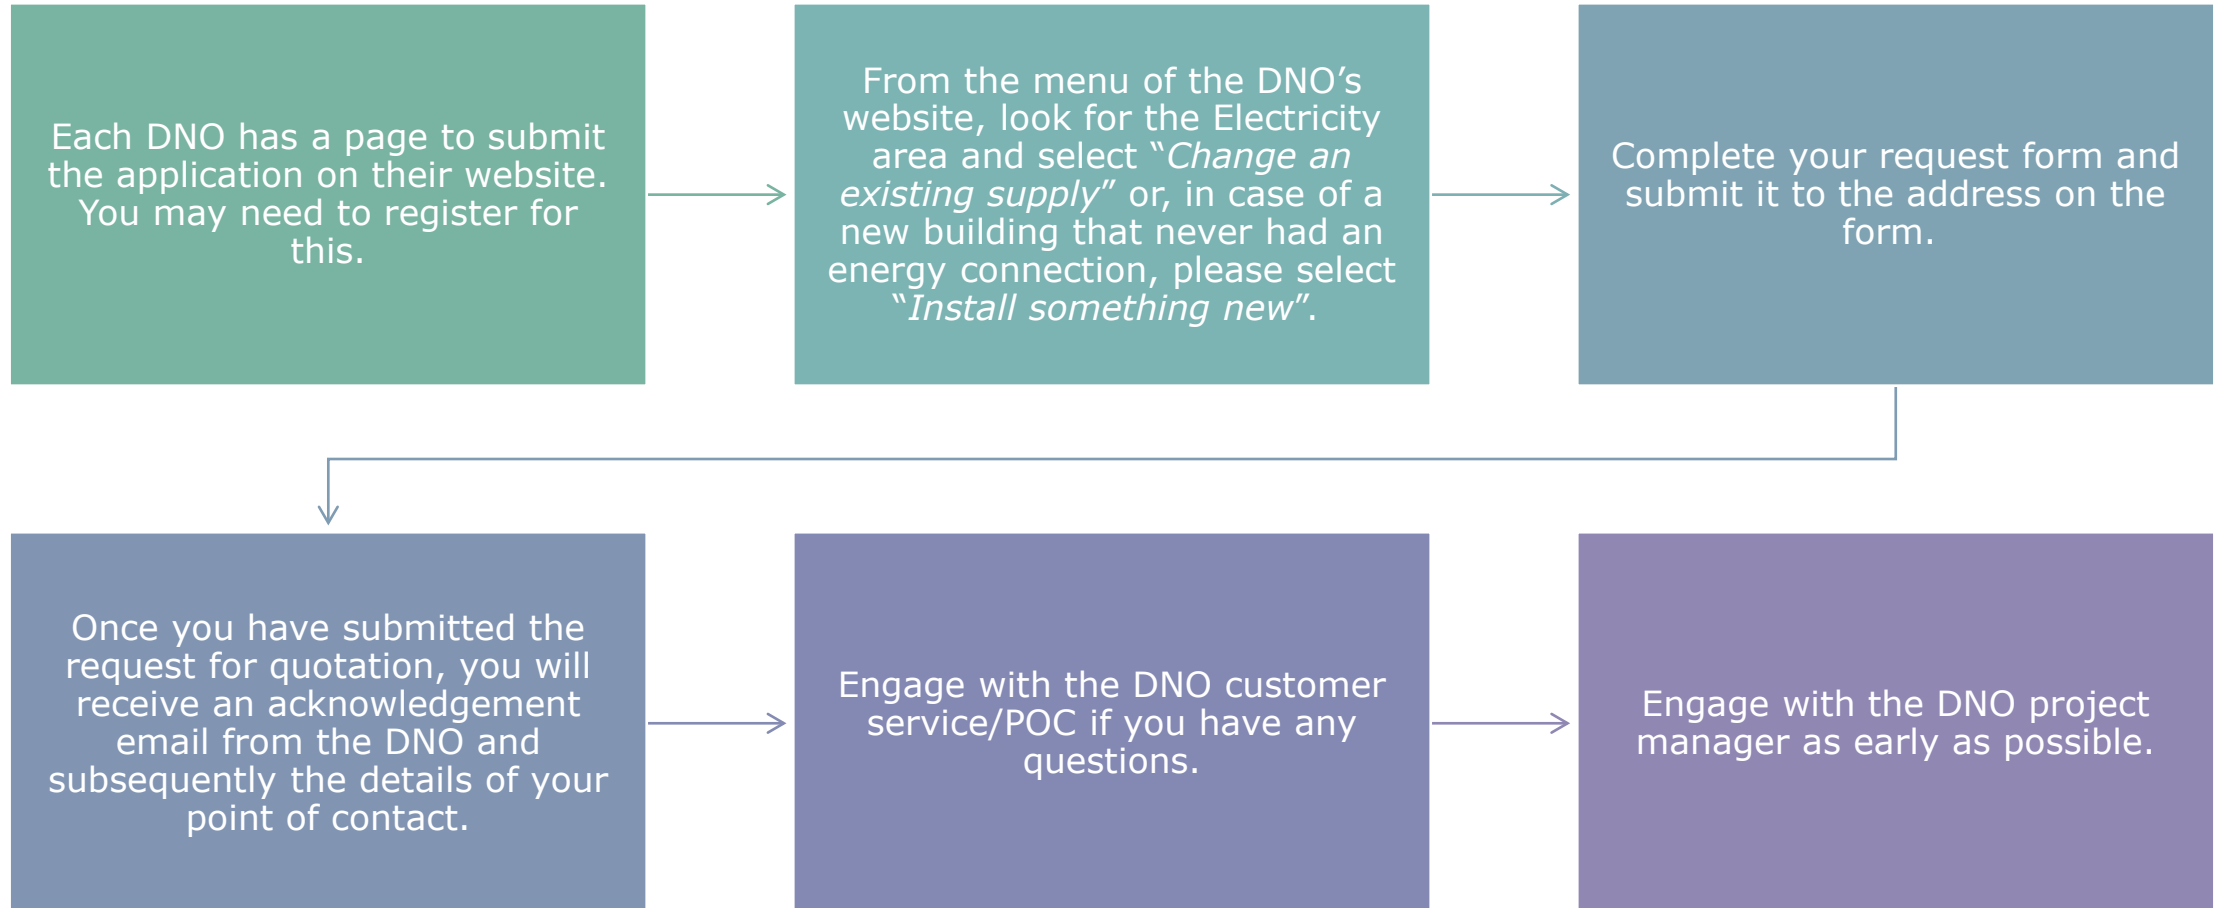 Each DNO has a page to submit
the application on their website.
You may need to register for
this.
From the menu of the DNO’s
website, look for the Electricity
area and select “Change an
existing supply” or, in case of a
new building that never had an
energy connection, please select
“Install something new”.
Complete your request form and
submit it to the address on the
form.
Once you have submitted the
request for quotation, you will
receive an acknowledgement
email from the DNO and
subsequently the details of your
point of contact.
Engage with the DNO customer
service/POC if you have any
questions.
Engage with the DNO project
manager as early as possible.